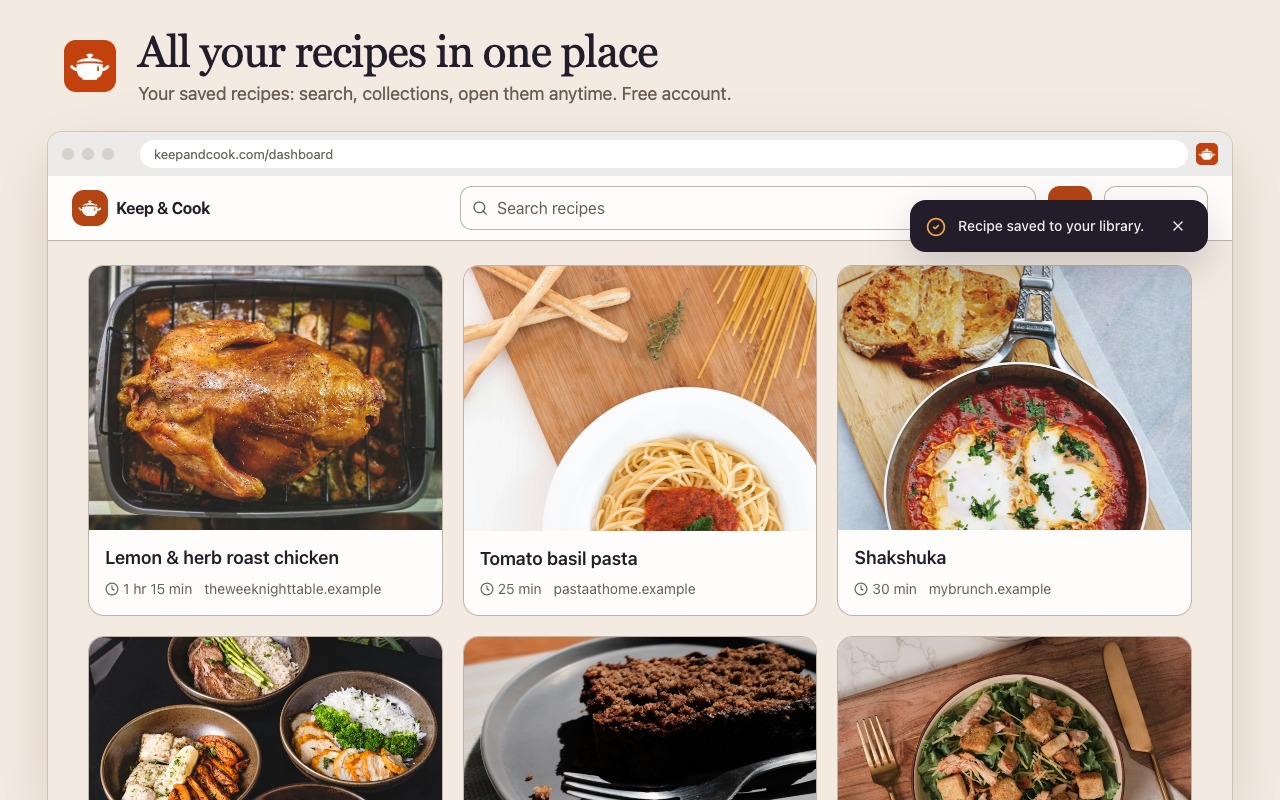 All your recipes in one place
Your saved recipes: search, collections, open them anytime. Free account.
keepandcook.com/dashboard
Keep & Cook
Search recipes
Recipe saved to your library.
Lemon & herb roast chicken
1 hr 15 min theweeknighttable.example
Tomato basil pasta
25 min pastaathome.example
Shakshuka
30 min mybrunch.example